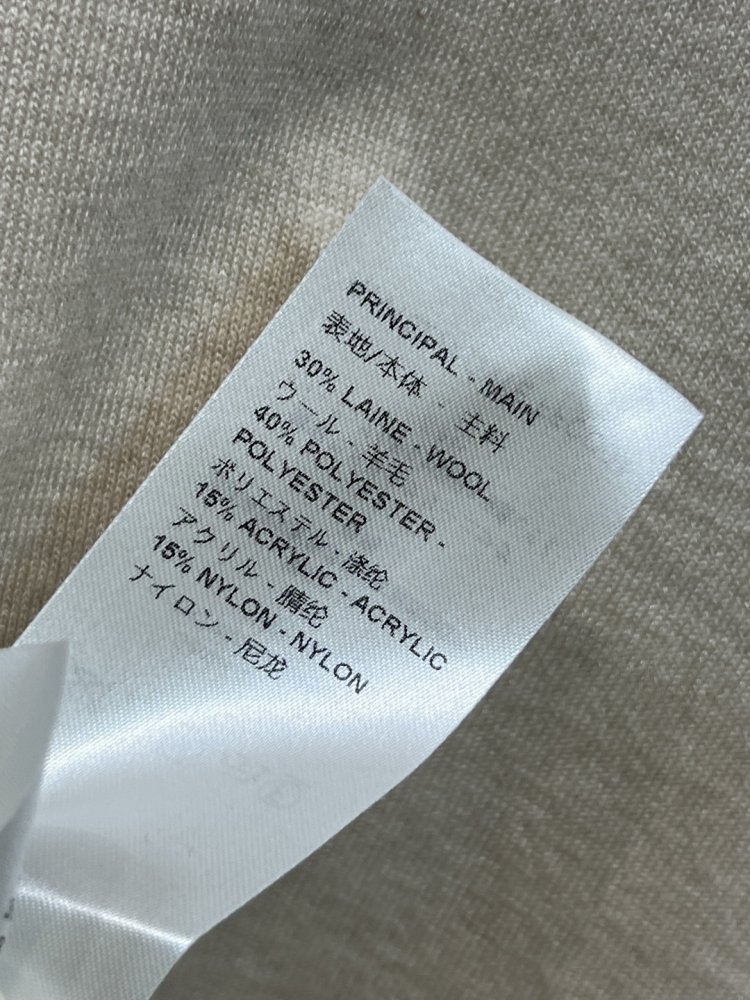 PRINCIPAL - MAIN
表地/本体 - 主料
30% LAINE - WOOL
ウール - 羊毛
40% POLYESTER -
POLYESTER
ポリエステル - 涤纶
15% ACRYLIC - ACRYLIC
アクリル - 腈纶
15% NYLON - NYLON
ナイロン - 尼龙